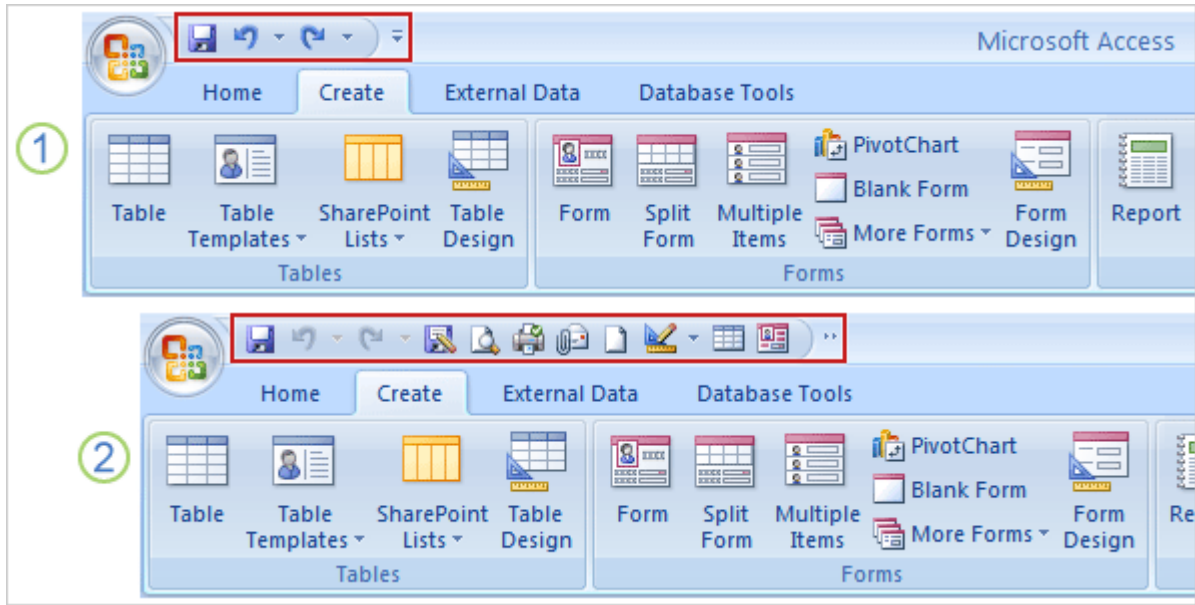 Microsoft Access
Home Create External Data Database Tools
1
Table
Table Templates
SharePoint Lists
Table Design
Form
Split Form
Multiple Items
PivotChart
Blank Form
More Forms
Form Design
Report
Tables
Forms
2
Home Create External Data Database Tools
Table
Table Templates
SharePoint Lists
Table Design
Form
Split Form
Multiple Items
PivotChart
Blank Form
More Forms
Form Design
Re
Tables
Forms